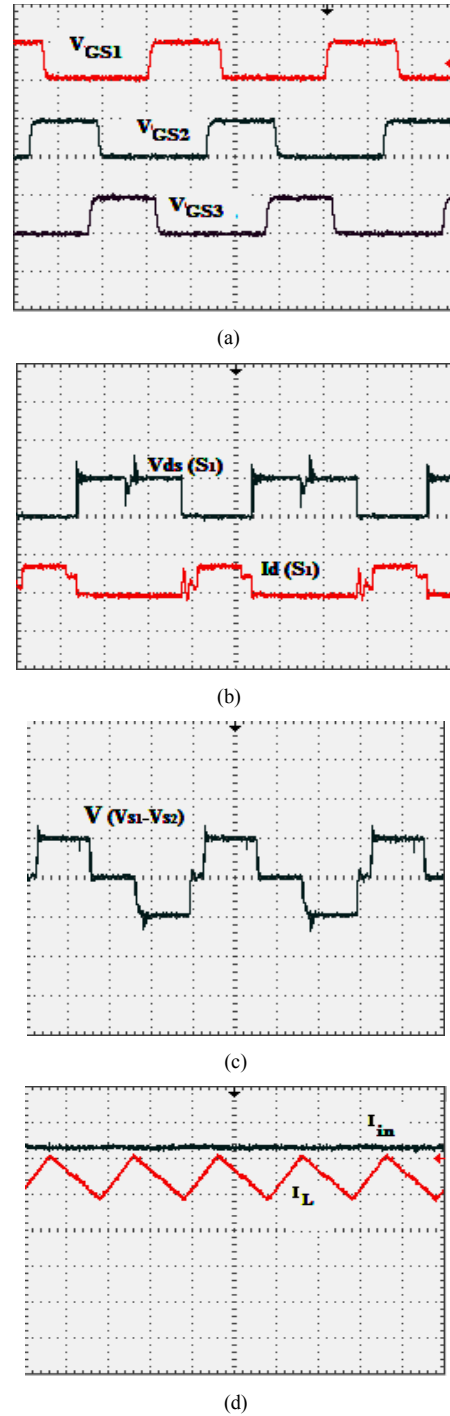 VGS1
VGS2
VGS3
(a)
Vds (S1)
Id (S1)
(b)
V (Vs1-Vs2)
(c)
Iin
IL
(d)